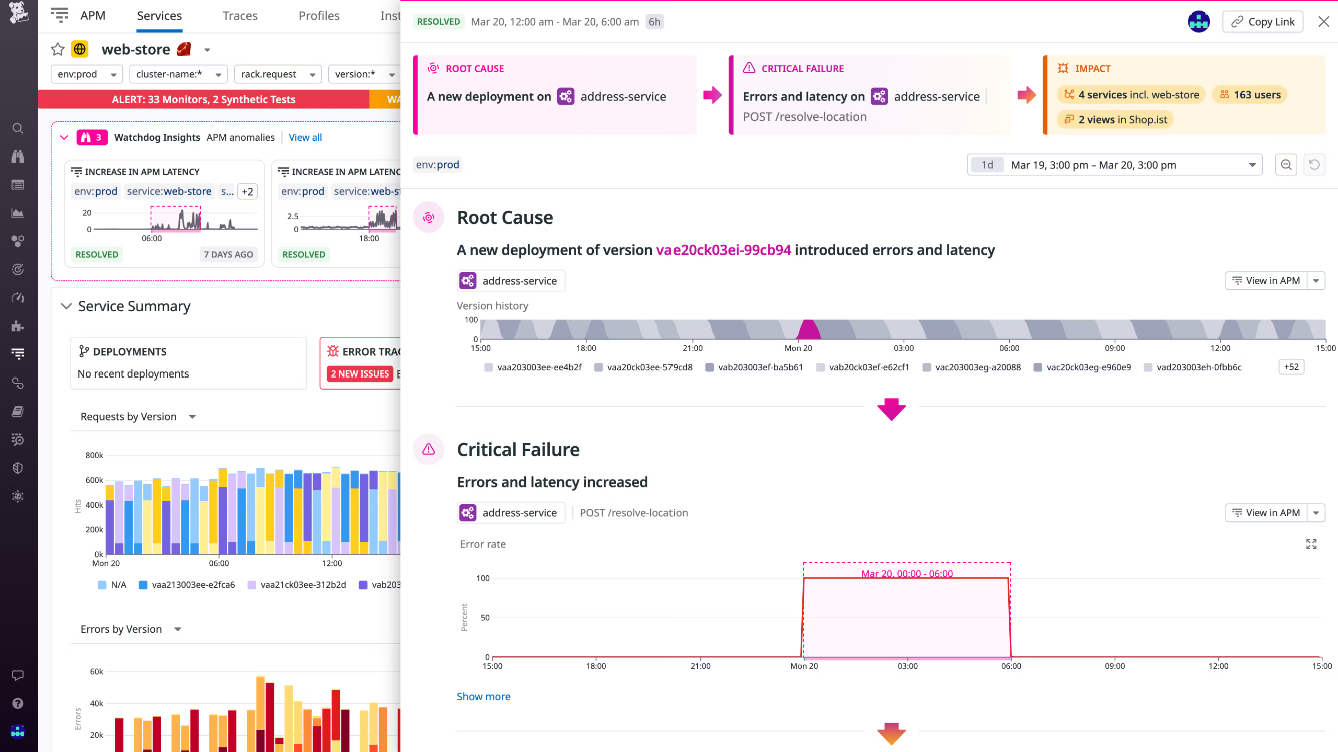 APM
Services
Traces
Profiles
web-store
env:prod
cluster-name:*
rack.request
version:*
ALERT: 33 Monitors, 2 Synthetic Tests
3
Watchdog Insights APM anomalies
View all
INCREASE IN APM LATENCY
env:prod service:web-store s... +2
20
0
06:00
RESOLVED
7 DAYS AGO
INCREASE IN APM LATENC
env:prod service:web-s
2.5
0
18:00
RESOLVED
Service Summary
DEPLOYMENTS
No recent deployments
ERROR TRAC
2 NEW ISSUES
Requests by Version
Hits
800k
600k
400k
200k
0k
Mon 20
06:00
12:00
N/A
vaa213003ee-e2fca6
vaa21ck03ee-312b2d
vab203
Errors by Version
Errors
60k
40k
20k
RESOLVED
Mar 20, 12:00 am - Mar 20, 6:00 am
6h
Copy Link
ROOT CAUSE
A new deployment on address-service
CRITICAL FAILURE
Errors and latency on address-service
POST /resolve-location
IMPACT
4 services incl. web-store
163 users
2 views in Shop.ist
env:prod
1d
Mar 19, 3:00 pm – Mar 20, 3:00 pm
Root Cause
A new deployment of version vae20ck03ei-99cb94 introduced errors and latency
address-service
View in APM
Version history
100
0
15:00
18:00
21:00
Mon 20
03:00
06:00
09:00
12:00
15:00
vaa203003ee-ee4b2f
vaa20ck03ee-579cd8
vab203003ef-ba5b61
vab20ck03ef-e62cf1
vac203003eg-a20088
vac20ck03eg-e960e9
vad203003eh-0fbb6c
+52
Critical Failure
Errors and latency increased
address-service
POST /resolve-location
View in APM
Error rate
Mar 20, 00:00 - 06:00
Percent
100
50
0
15:00
18:00
21:00
Mon 20
03:00
06:00
09:00
12:00
15:00
Show more